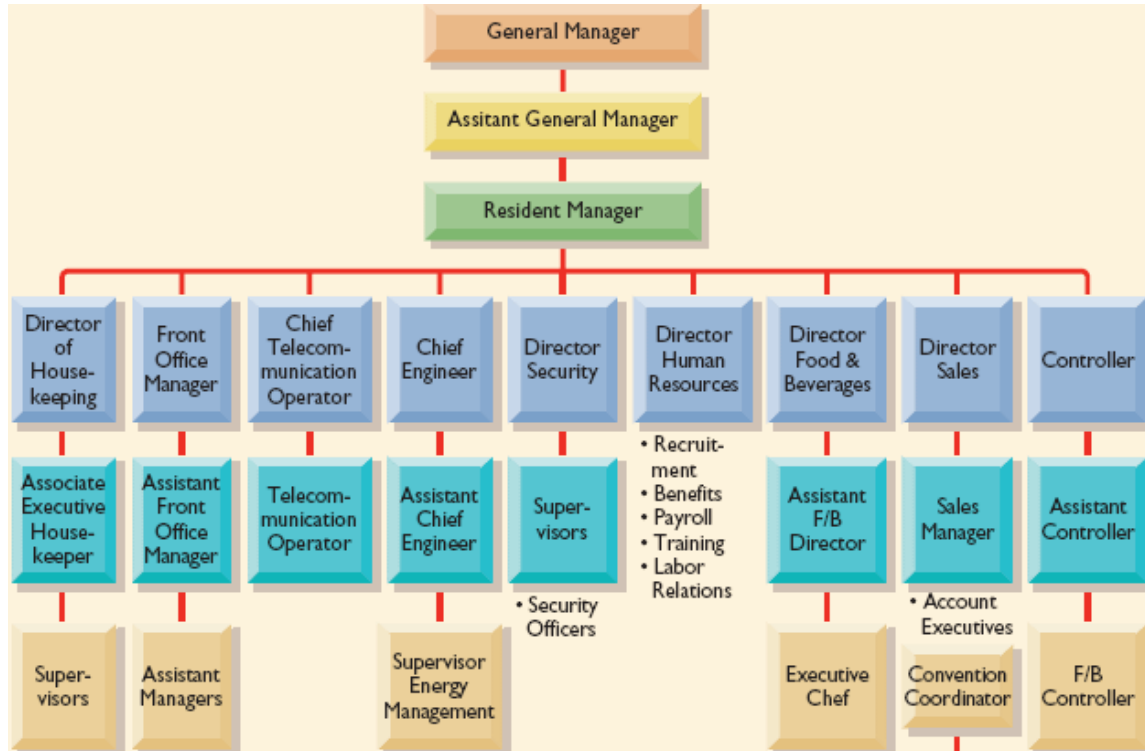 General Manager
Assitant General Manager
Resident Manager
Director
of
House-
keeping
Front
Office
Manager
Chief
Telecom-
munication
Operator
Chief
Engineer
Director
Security
Director
Human
Resources
Director
Food &
Beverages
Director
Sales
Controller
Associate
Executive
House-
keeper
Assistant
Front
Office
Manager
Telecom-
munication
Operator
Assistant
Chief
Engineer
Super-
visors
• Security
Officers
• Recruit-
ment
• Benefits
• Payroll
• Training
• Labor
Relations
Assistant
F/B
Director
Sales
Manager
• Account
Executives
Assistant
Controller
Super-
visors
Assistant
Managers
Supervisor
Energy
Management
Executive
Chef
Convention
Coordinator
F/B
Controller